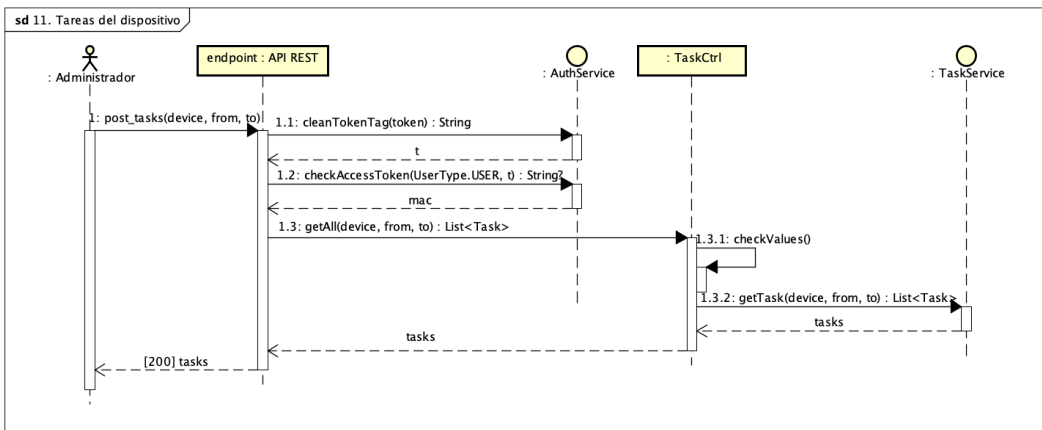 sd 11. Tareas del dispositivo
: Administrador
endpoint : API REST
: AuthService
: TaskCtrl
: TaskService
1: post_tasks(device, from, to)
1.1: cleanTokenTag(token) : String
t
1.2: checkAccessToken(UserType.USER, t) : String?
mac
1.3: getAll(device, from, to) : List<Task>
1.3.1: checkValues()
1.3.2: getTask(device, from, to) : List<Task>
tasks
tasks
[200] tasks